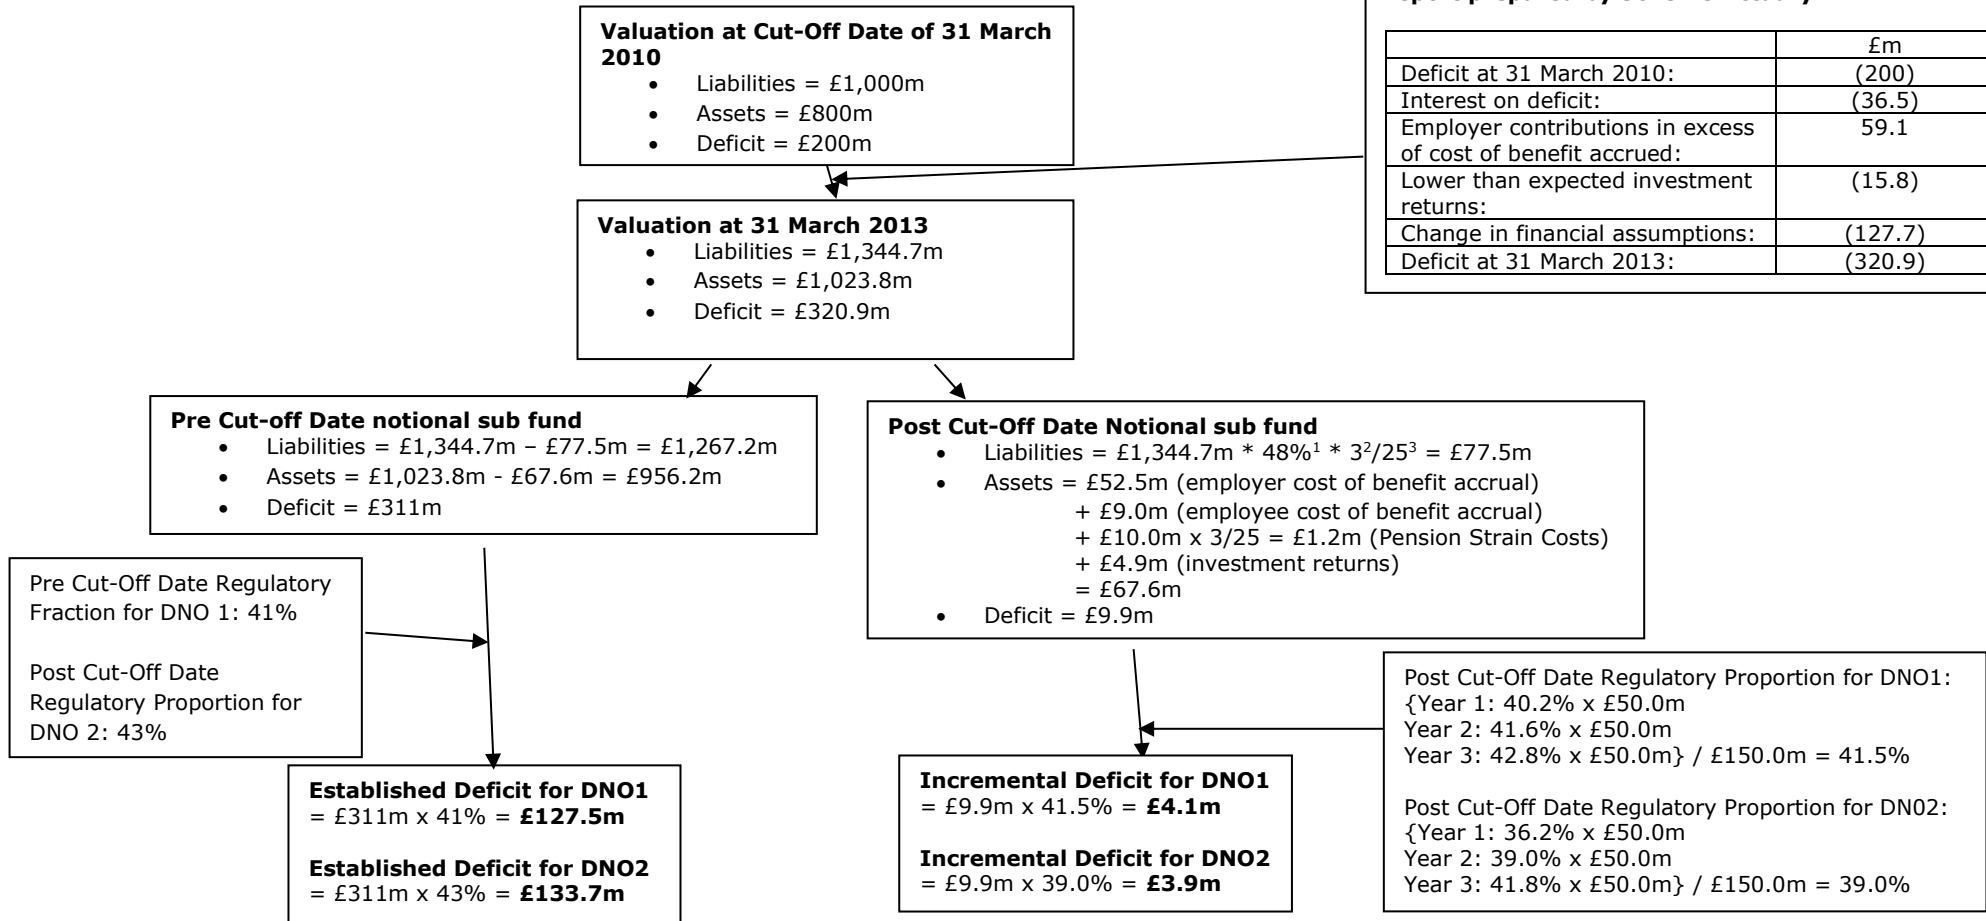 Valuation at Cut-Off Date of 31 March
2010
• Liabilities = £1,000m
• Assets = £800m
• Deficit = £200m
£m
Deficit at 31 March 2010: (200)
Interest on deficit: (36.5)
Employer contributions in excess 59.1
of cost of benefit accrued:
Lower than expected investment (15.8)
returns:
Change in financial assumptions: (127.7)
Deficit at 31 March 2013: (320.9)
Valuation at 31 March 2013
• Liabilities = £1,344.7m
• Assets = £1,023.8m
• Deficit = £320.9m
Pre Cut-off Date notional sub fund
• Liabilities = £1,344.7m – £77.5m = £1,267.2m
• Assets = £1,023.8m - £67.6m = £956.2m
• Deficit = £311m
Post Cut-Off Date Notional sub fund
• Liabilities = £1,344.7m * 48%¹ * 3²/25³ = £77.5m
• Assets = £52.5m (employer cost of benefit accrual)
+ £9.0m (employee cost of benefit accrual)
+ £10.0m x 3/25 = £1.2m (Pension Strain Costs)
+ £4.9m (investment returns)
= £67.6m
• Deficit = £9.9m
Pre Cut-Off Date Regulatory
Fraction for DNO 1: 41%
Post Cut-Off Date
Regulatory Proportion for
DNO 2: 43%
Established Deficit for DNO1
= £311m x 41% = £127.5m
Established Deficit for DNO2
= £311m x 43% = £133.7m
Incremental Deficit for DNO1
= £9.9m x 41.5% = £4.1m
Incremental Deficit for DNO2
= £9.9m x 39.0% = £3.9m
Post Cut-Off Date Regulatory Proportion for DNO1:
{Year 1: 40.2% x £50.0m
Year 2: 41.6% x £50.0m
Year 3: 42.8% x £50.0m} / £150.0m = 41.5%
Post Cut-Off Date Regulatory Proportion for DN02:
{Year 1: 36.2% x £50.0m
Year 2: 39.0% x £50.0m
Year 3: 41.8% x £50.0m} / £150.0m = 39.0%